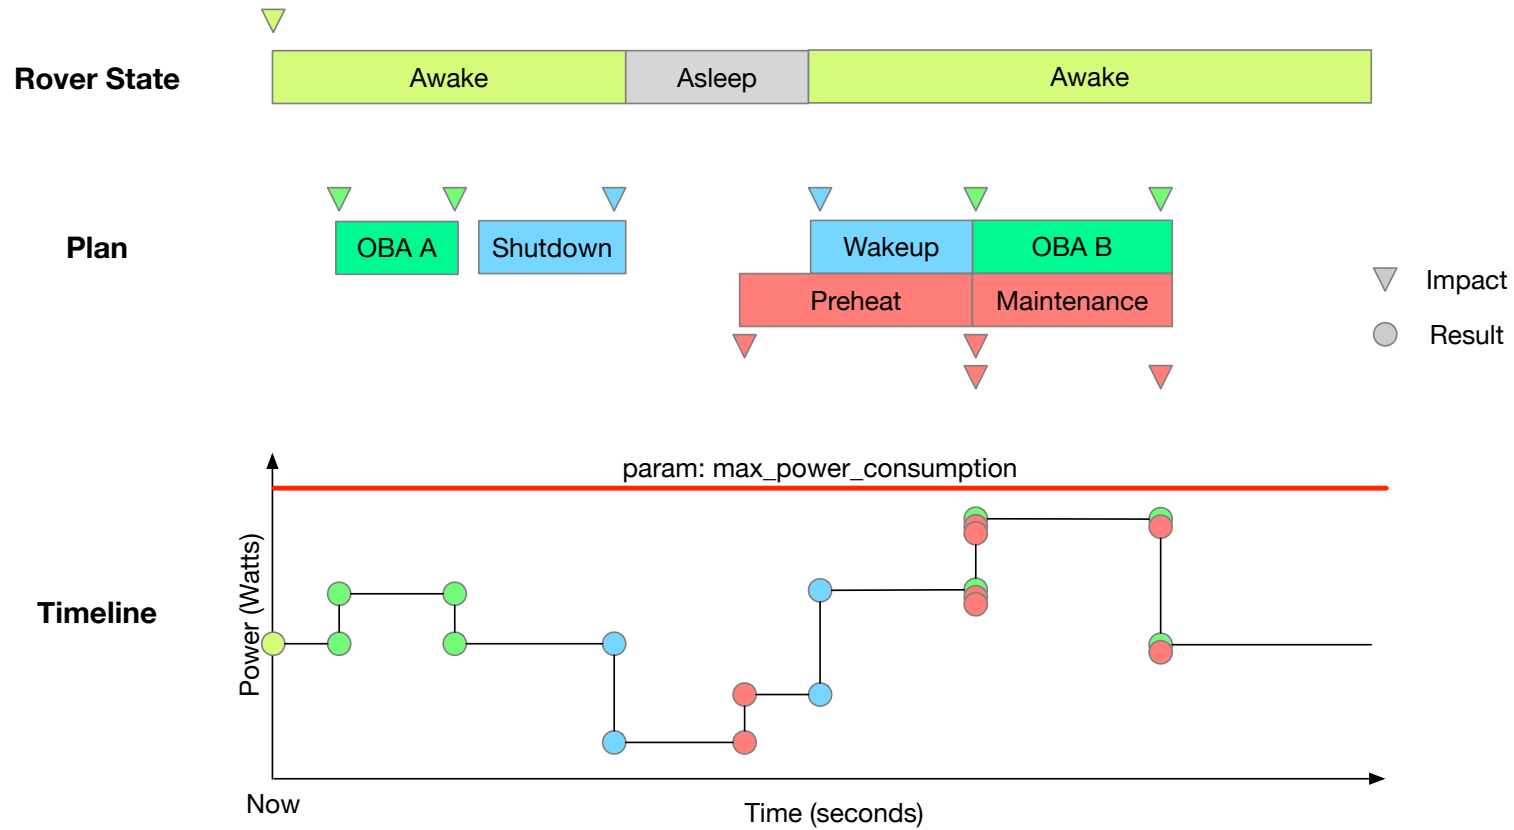 Rover State
Awake
Asleep
Awake
Plan
OBA A
Shutdown
Wakeup
OBA B
Preheat
Maintenance
Impact
Result
param: max_power_consumption
Timeline
Power (Watts)
Now
Time (seconds)